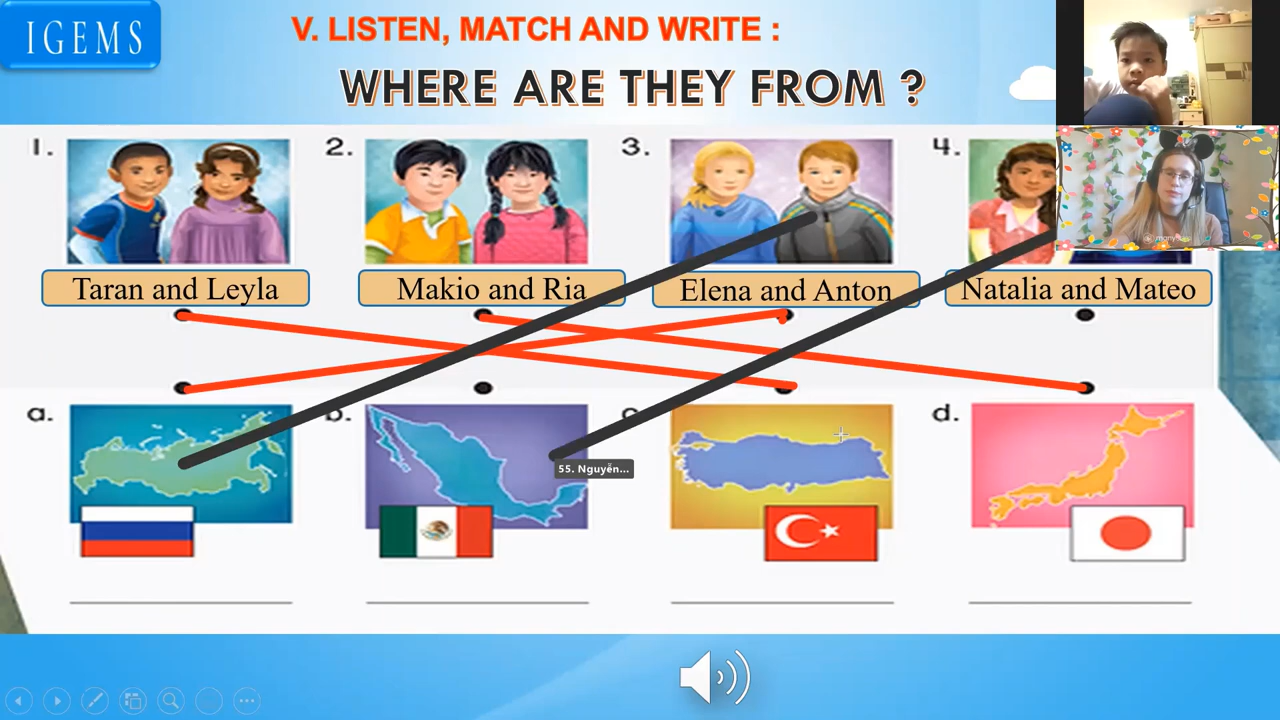 IGEMS
V. LISTEN, MATCH AND WRITE :
WHERE ARE THEY FROM ?
1.
2.
3.
4.
Taran and Leyla
Makio and Ria
Elena and Anton
Natalia and Mateo
a.
b.
c.
d.
55. Nguyễn...